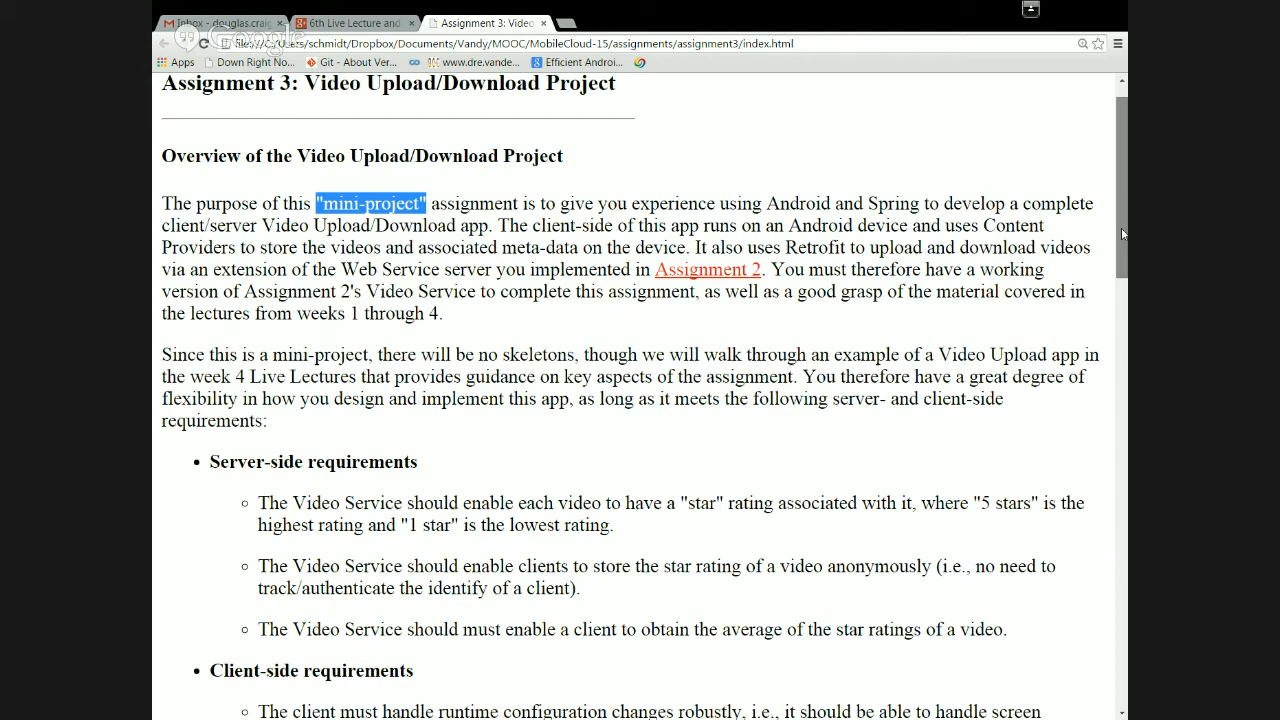 Inbox - douglas.craig
6th Live Lecture and
Assignment 3: Video
Google
file:///C:/Users/schmidt/Dropbox/Documents/Vandy/MOOC/MobileCloud-15/assignments/assignment3/index.html
Apps Down Right No... Git - About Ver... www.dre.vande... Efficient Androi...
Assignment 3: Video Upload/Download Project
Overview of the Video Upload/Download Project
The purpose of this "mini-project" assignment is to give you experience using Android and Spring to develop a complete
client/server Video Upload/Download app. The client-side of this app runs on an Android device and uses Content
Providers to store the videos and associated meta-data on the device. It also uses Retrofit to upload and download videos
via an extension of the Web Service server you implemented in Assignment 2. You must therefore have a working
version of Assignment 2's Video Service to complete this assignment, as well as a good grasp of the material covered in
the lectures from weeks 1 through 4.
Since this is a mini-project, there will be no skeletons, though we will walk through an example of a Video Upload app in
the week 4 Live Lectures that provides guidance on key aspects of the assignment. You therefore have a great degree of
flexibility in how you design and implement this app, as long as it meets the following server- and client-side
requirements:
• Server-side requirements
◦ The Video Service should enable each video to have a "star" rating associated with it, where "5 stars" is the
highest rating and "1 star" is the lowest rating.
◦ The Video Service should enable clients to store the star rating of a video anonymously (i.e., no need to
track/authenticate the identify of a client).
◦ The Video Service should must enable a client to obtain the average of the star ratings of a video.
• Client-side requirements
◦ The client must handle runtime configuration changes robustly, i.e., it should be able to handle screen